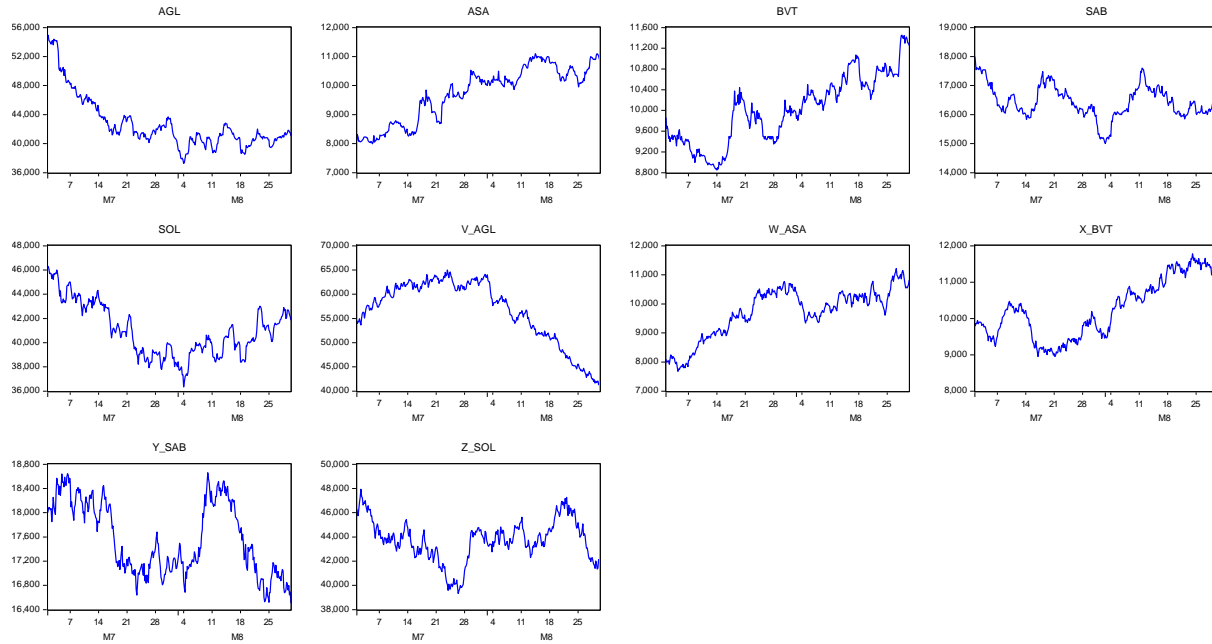 AGL ASA BVT SAB
56,000 12,000 11,600 19,000
52,000 11,000 11,200 18,000
48,000 10,000 10,800 17,000
44,000 9,000 10,400 16,000
40,000 8,000 10,000 15,000
36,000 7,000 9,600 14,000
9,200
8,800
7 14 21 28 4 11 18 25 7 14 21 28 4 11 18 25 7 14 21 28 4 11 18 25 7 14 21 28 4 11 18 25
M7 M8 M7 M8 M7 M8 M7 M8
SOL V_AGL W_ASA X_BVT
48,000 70,000 12,000 12,000
46,000 65,000 11,000 11,000
44,000 60,000 10,000 10,000
42,000 55,000 9,000 9,000
40,000 50,000 8,000 8,000
38,000 45,000 7,000
36,000 40,000
7 14 21 28 4 11 18 25 7 14 21 28 4 11 18 25 7 14 21 28 4 11 18 25 7 14 21 28 4 11 18 25
M7 M8 M7 M8 M7 M8 M7 M8
Y_SAB Z_SOL
18,800 50,000
18,400 48,000
18,000 46,000
17,600 44,000
17,200 42,000
16,800 40,000
16,400 38,000
7 14 21 28 4 11 18 25 7 14 21 28 4 11 18 25
M7 M8 M7 M8